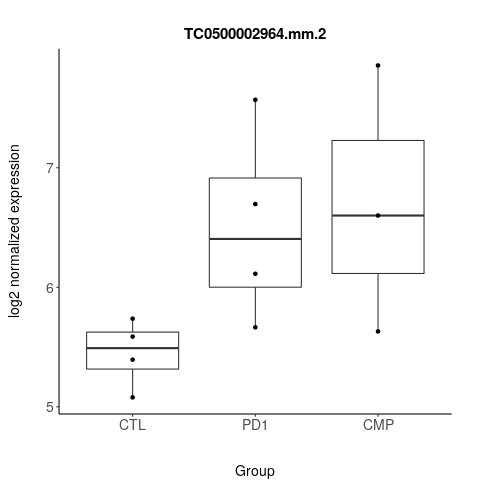 TC0500002964.mm.2
log2 normalized expression
7
6
5
CTL
PD1
CMP
Group